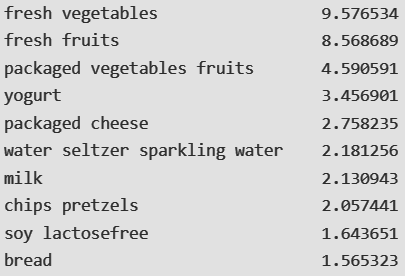 fresh vegetables 9.576534
fresh fruits 8.568689
packaged vegetables fruits 4.590591
yogurt 3.456901
packaged cheese 2.758235
water seltzer sparkling water 2.181256
milk 2.130943
chips pretzels 2.057441
soy lactosefree 1.643651
bread 1.565323